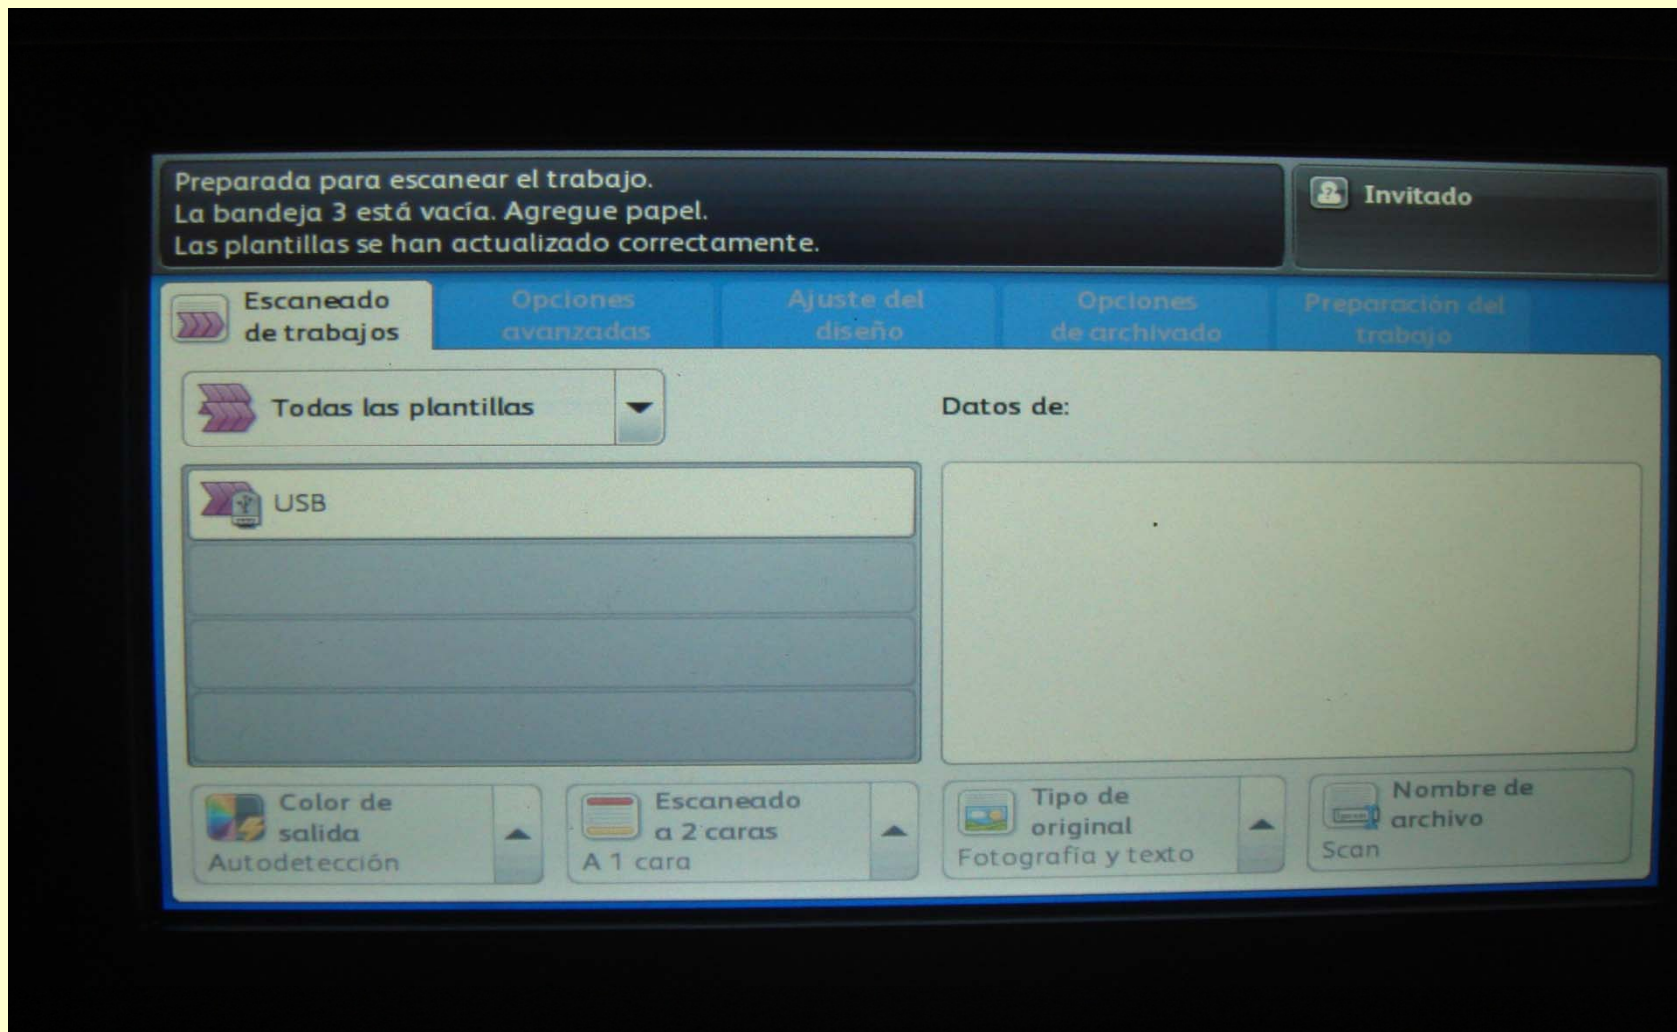 Preparada para escanear el trabajo.
La bandeja 3 está vacía. Agregue papel.
Las plantillas se han actualizado correctamente.
Invitado
Escaneado
de trabajos
Opciones
avanzadas
Ajuste del
diseño
Opciones
de archivado
Preparación del
trabajo
Todas las plantillas
Datos de:
USB
Color de
salida
Autodetección
Escaneado
a 2 caras
A 1 cara
Tipo de
original
Fotografía y texto
Nombre de
archivo
Scan